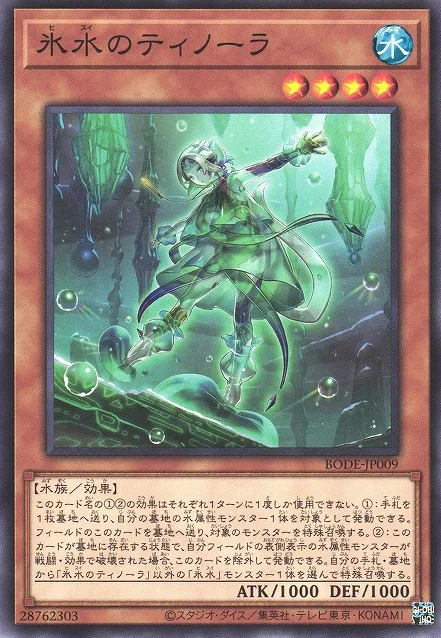 氷水のティノーラ
水
BODE-JP009
【水族／効果】
このカード名の①②の効果はそれぞれ1ターンに1度しか使用できない。①：手札を
1枚墓地へ送り、自分の墓地の水属性モンスター1体を対象として発動できる。
フィールドのこのカードを墓地へ送り、対象のモンスターを特殊召喚する。②：この
カードが墓地に存在する状態で、自分フィールドの表側表示の水属性モンスターが
戦闘・効果で破壊された場合、このカードを除外して発動できる。自分の手札・墓地
から「氷水のティノーラ」以外の「氷水」モンスター1体を選んで特殊召喚する。
ATK/1000 DEF/1000
28762303 ©スタジオ・ダイス／集英社・テレビ東京・KONAMI